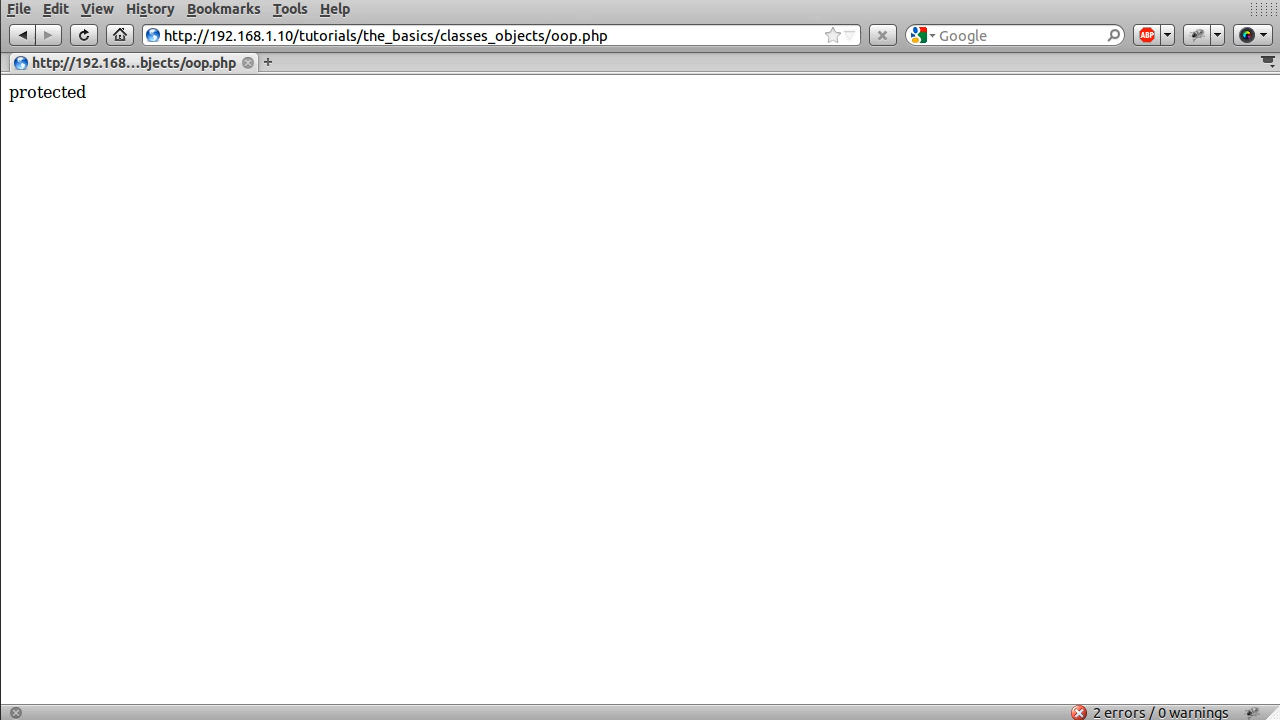 File Edit View History Bookmarks Tools Help
http://192.168.1.10/tutorials/the_basics/classes_objects/oop.php
Google
ABP
http://192.168...bjects/oop.php
protected
2 errors / 0 warnings